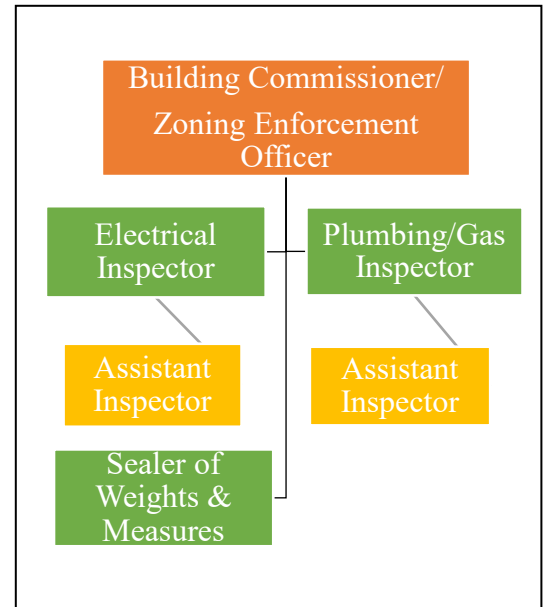 Building Commissioner/
Zoning Enforcement
Officer
Electrical
Inspector
Plumbing/Gas
Inspector
Assistant
Inspector
Assistant
Inspector
Sealer of
Weights &
Measures